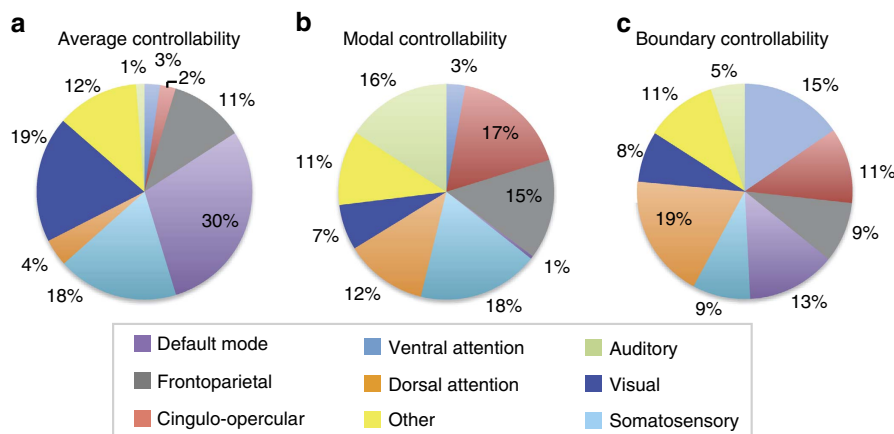 a
Average controllability
1%
3%
2%
12%
11%
19%
30%
4%
18%
b
Modal controllability
3%
16%
17%
11%
15%
7%
1%
12%
18%
c
Boundary controllability
5%
15%
11%
8%
11%
19%
9%
9%
13%
Default mode
Ventral attention
Auditory
Frontoparietal
Dorsal attention
Visual
Cingulo-opercular
Other
Somatosensory